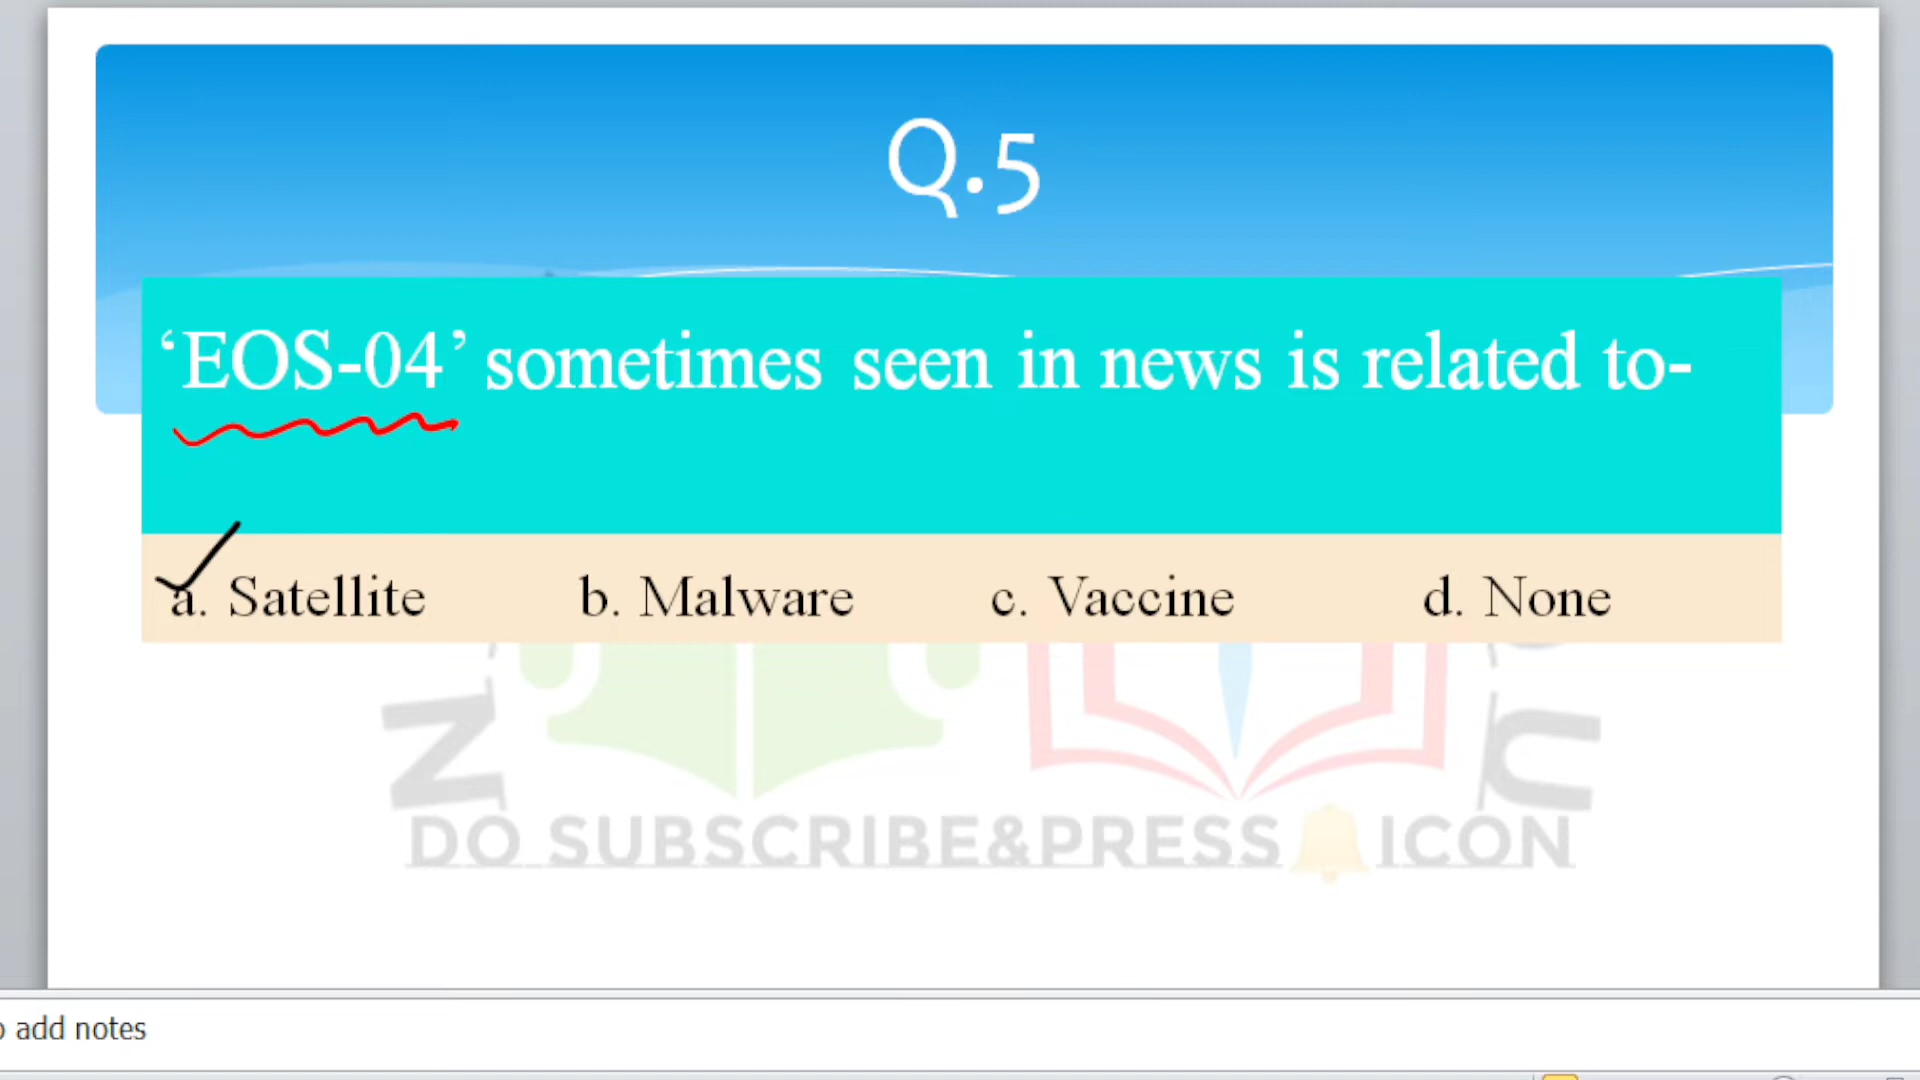 Q.5
‘EOS-04’ sometimes seen in news is related to-
a. Satellite b. Malware c. Vaccine d. None
DO SUBSCRIBE&PRESS ICON
add notes